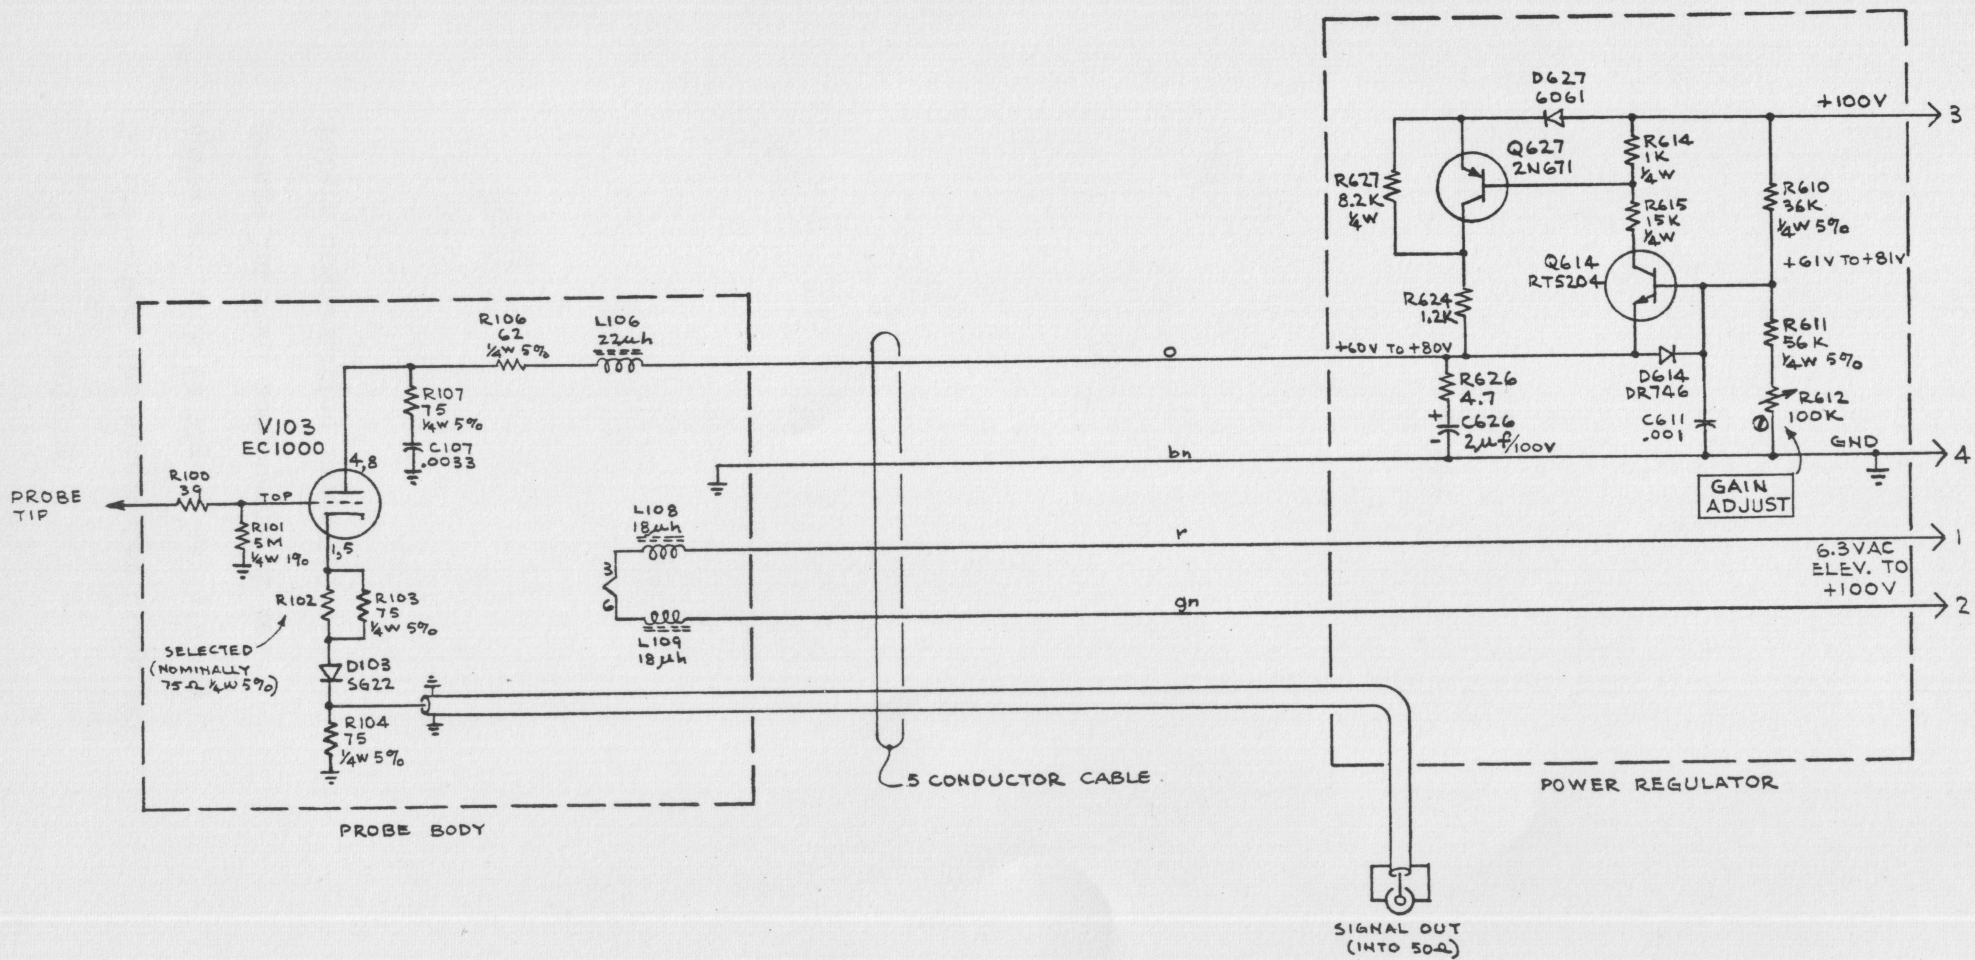 D627
6061
+100V
3
Q627
2N671
R614
1K
¼W
R627
8.2K
¼W
R610
36K
¼W 5%
R615
15K
¼W
Q614
RT5204
+61V TO +81V
R624
1.2K
R611
56K
¼W 5%
R106
62
¼W 5%
L106
22µh
o
+60V TO +80V
D614
DR746
R626
4.7
R612
100K
+
-
C626
2µf/100V
C611
.001
GND
4
GAIN
ADJUST
R107
75
¼W 5%
C107
.0033
V103
EC1000
4,8
bn
R100
39
PROBE
TIP
TOP
R101
5M
¼W 1%
1,5
L108
18µh
r
1
6.3VAC
ELEV. TO
+100V
3
6
gn
2
L109
18µh
R102
R103
75
¼W 5%
SELECTED
(NOMINALLY
75Ω ¼W 5%)
D103
SG22
R104
75
¼W 5%
5 CONDUCTOR CABLE
POWER REGULATOR
PROBE BODY
SIGNAL OUT
(INTO 50Ω)